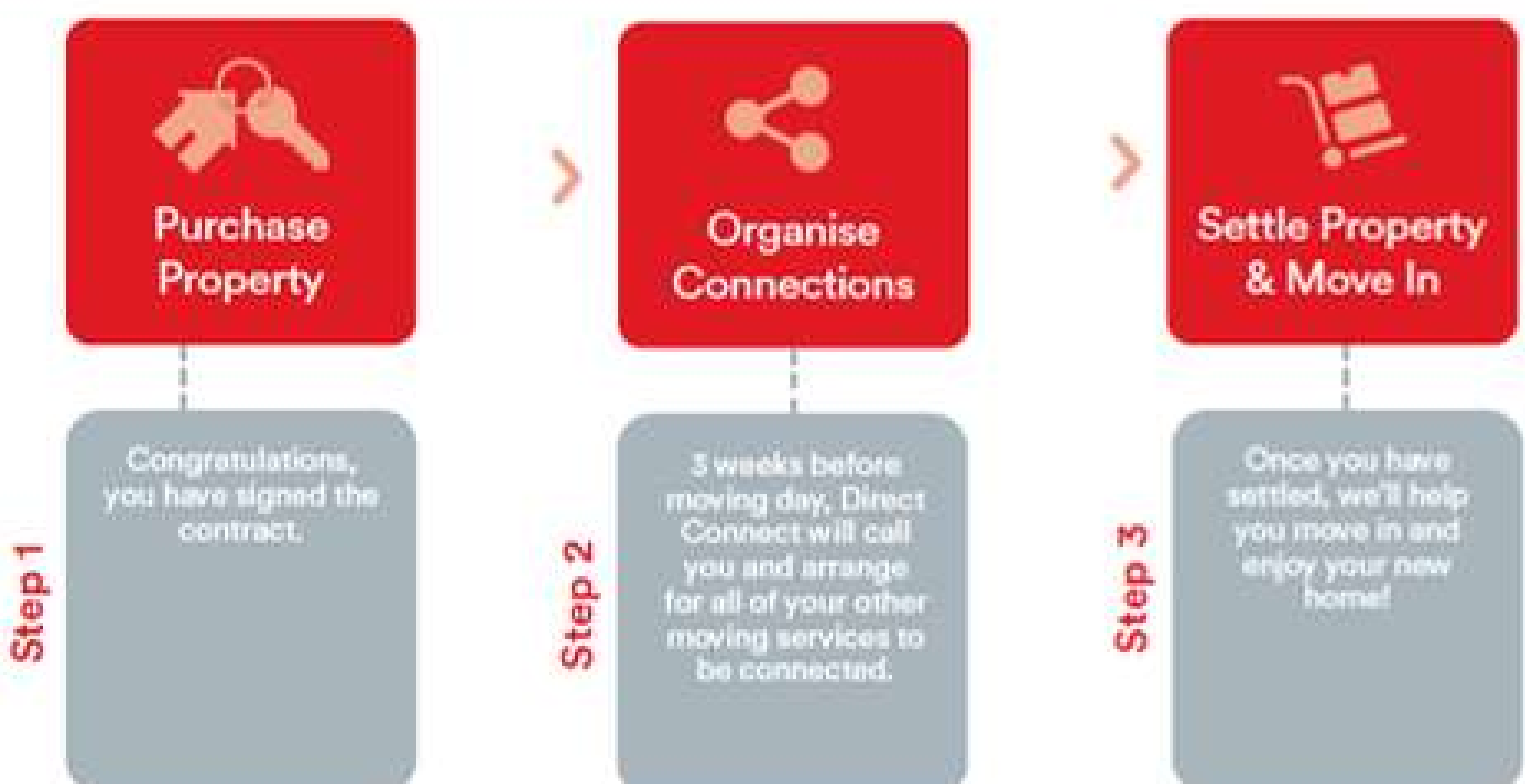 Purchase
Property
Step 1
Congratulations,
you have signed the
contract.
Organise
Connections
Step 2
3 weeks before
moving day, Direct
Connect will call
you and arrange
for all of your other
moving services to
be connected.
Settle Property
& Move In
Step 3
Once you have
settled, we'll help
you move in and
enjoy your new
home!